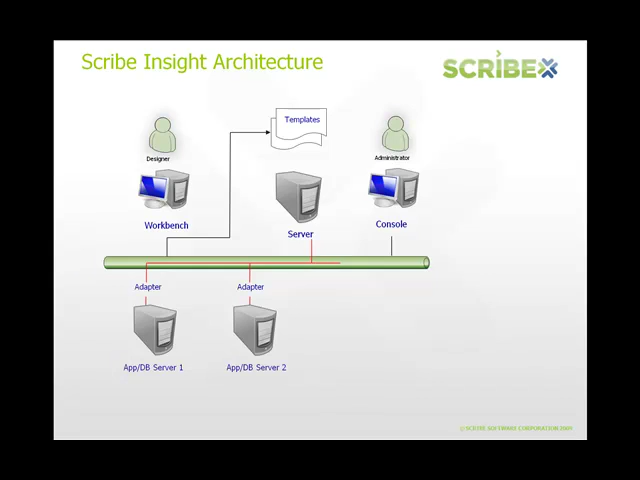 Scribe Insight Architecture
SCRIBE
Templates
Designer
Administrator
Workbench
Server
Console
Adapter
Adapter
App/DB Server 1
App/DB Server 2
© SCRIBE SOFTWARE CORPORATION 2009